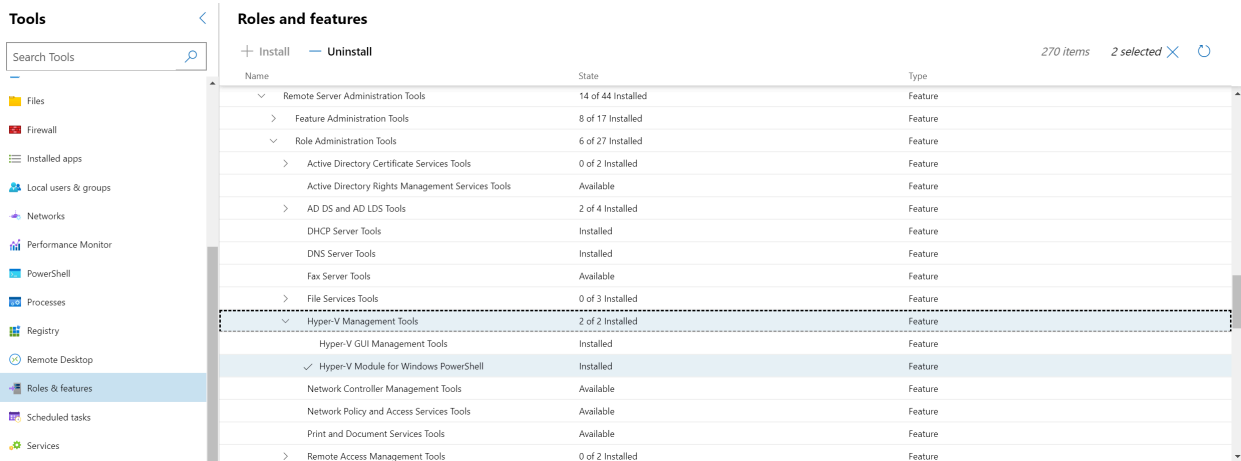 Tools
Search Tools
Files
Firewall
Installed apps
Local users & groups
Networks
Performance Monitor
PowerShell
Processes
Registry
Remote Desktop
Roles & features
Scheduled tasks
Services
Roles and features
Install Uninstall 270 items 2 selected
Name State Type
Remote Server Administration Tools 14 of 44 Installed Feature
Feature Administration Tools 8 of 17 Installed Feature
Role Administration Tools 6 of 27 Installed Feature
Active Directory Certificate Services Tools 0 of 2 Installed Feature
Active Directory Rights Management Services Tools Available Feature
AD DS and AD LDS Tools 2 of 4 Installed Feature
DHCP Server Tools Installed Feature
DNS Server Tools Installed Feature
Fax Server Tools Available Feature
File Services Tools 0 of 3 Installed Feature
Hyper-V Management Tools 2 of 2 Installed Feature
Hyper-V GUI Management Tools Installed Feature
Hyper-V Module for Windows PowerShell Installed Feature
Network Controller Management Tools Available Feature
Network Policy and Access Services Tools Available Feature
Print and Document Services Tools Available Feature
Remote Access Management Tools 0 of 2 Installed Feature